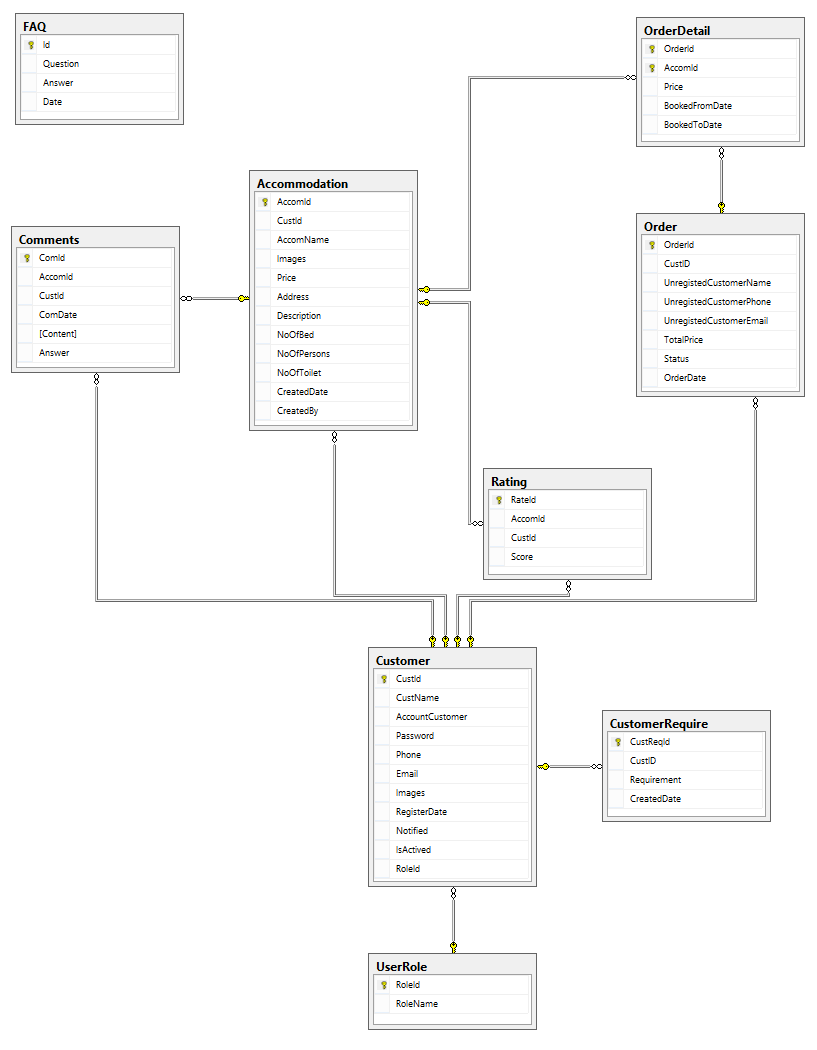 FAQ
Id
Question
Answer
Date
OrderDetail
OrderId
AccomId
Price
BookedFromDate
BookedToDate
Accommodation
AccomId
CustId
AccomName
Images
Price
Address
Description
NoOfBed
NoOfPersons
NoOfToilet
CreatedDate
CreatedBy
Comments
ComId
AccomId
CustId
ComDate
[Content]
Answer
Order
OrderId
CustID
UnregistedCustomerName
UnregistedCustomerPhone
UnregistedCustomerEmail
TotalPrice
Status
OrderDate
Rating
RateId
AccomId
CustId
Score
Customer
CustId
CustName
AccountCustomer
Password
Phone
Email
Images
RegisterDate
Notified
IsActived
RoleId
CustomerRequire
CustReqId
CustID
Requirement
CreatedDate
UserRole
RoleId
RoleName